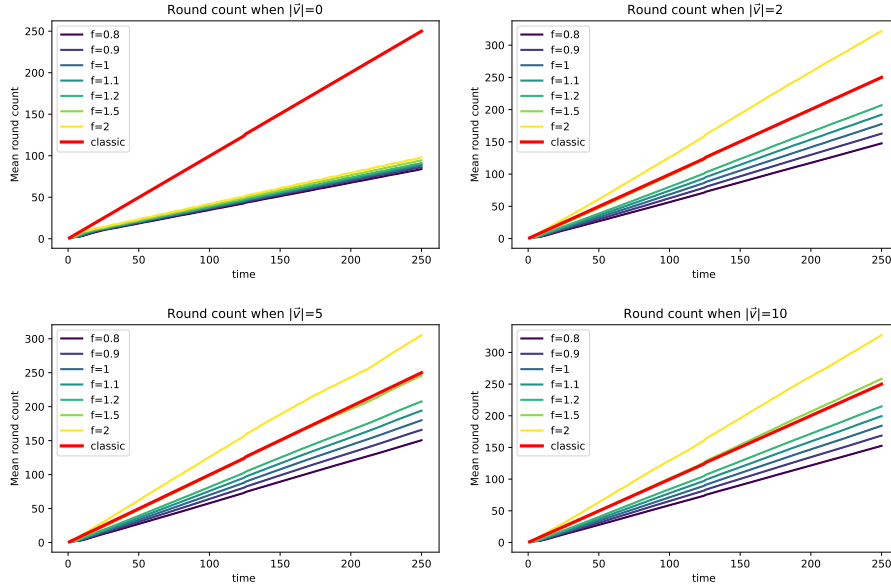 Round count when |v⃗|=0
Mean round count
250
200
150
100
50
0
f=0.8
f=0.9
f=1
f=1.1
f=1.2
f=1.5
f=2
classic
0 50 100 150 200 250
time
Round count when |v⃗|=2
Mean round count
300
250
200
150
100
50
0
f=0.8
f=0.9
f=1
f=1.1
f=1.2
f=1.5
f=2
classic
0 50 100 150 200 250
time
Round count when |v⃗|=5
Mean round count
300
250
200
150
100
50
0
f=0.8
f=0.9
f=1
f=1.1
f=1.2
f=1.5
f=2
classic
0 50 100 150 200 250
time
Round count when |v⃗|=10
Mean round count
300
250
200
150
100
50
0
f=0.8
f=0.9
f=1
f=1.1
f=1.2
f=1.5
f=2
classic
0 50 100 150 200 250
time